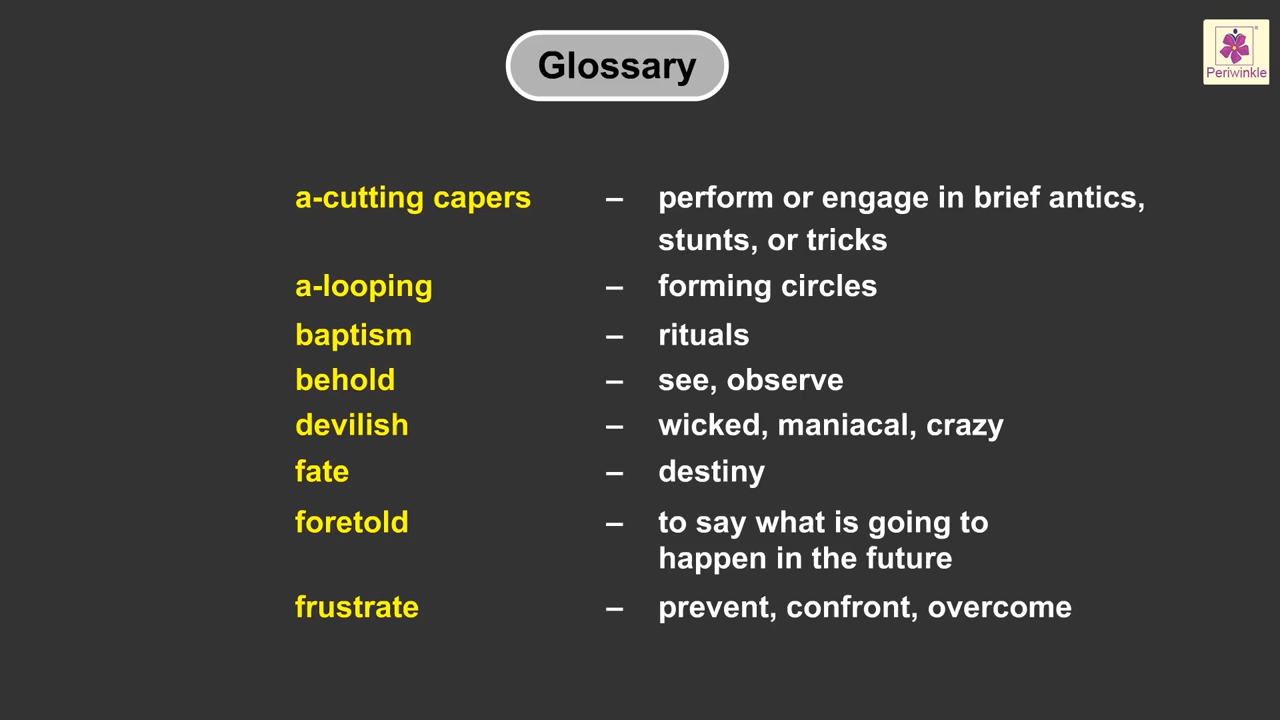 Glossary
Periwinkle
a-cutting capers – perform or engage in brief antics,
stunts, or tricks
a-looping – forming circles
baptism – rituals
behold – see, observe
devilish – wicked, maniacal, crazy
fate – destiny
foretold – to say what is going to
happen in the future
frustrate – prevent, confront, overcome